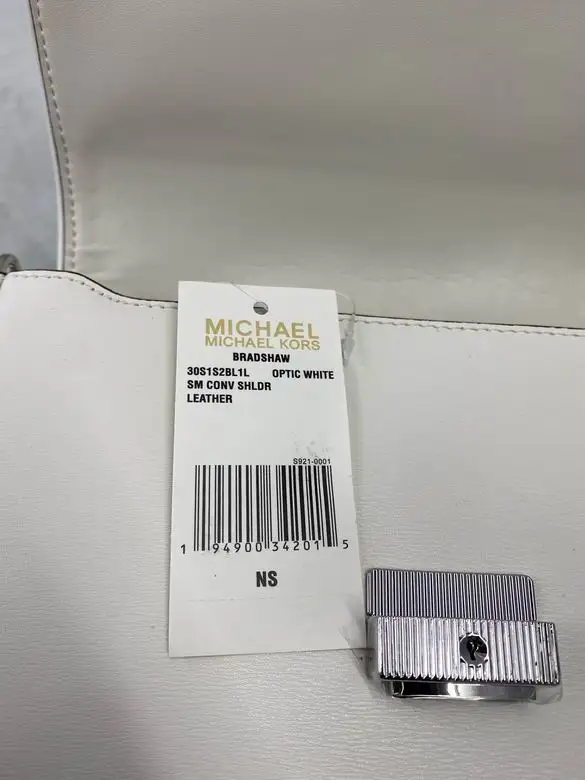 MICHAEL
MICHAEL KORS
BRADSHAW
30S1S2BL1L OPTIC WHITE
SM CONV SHLDR
LEATHER
S921-0001
1 94900 34201 5
NS